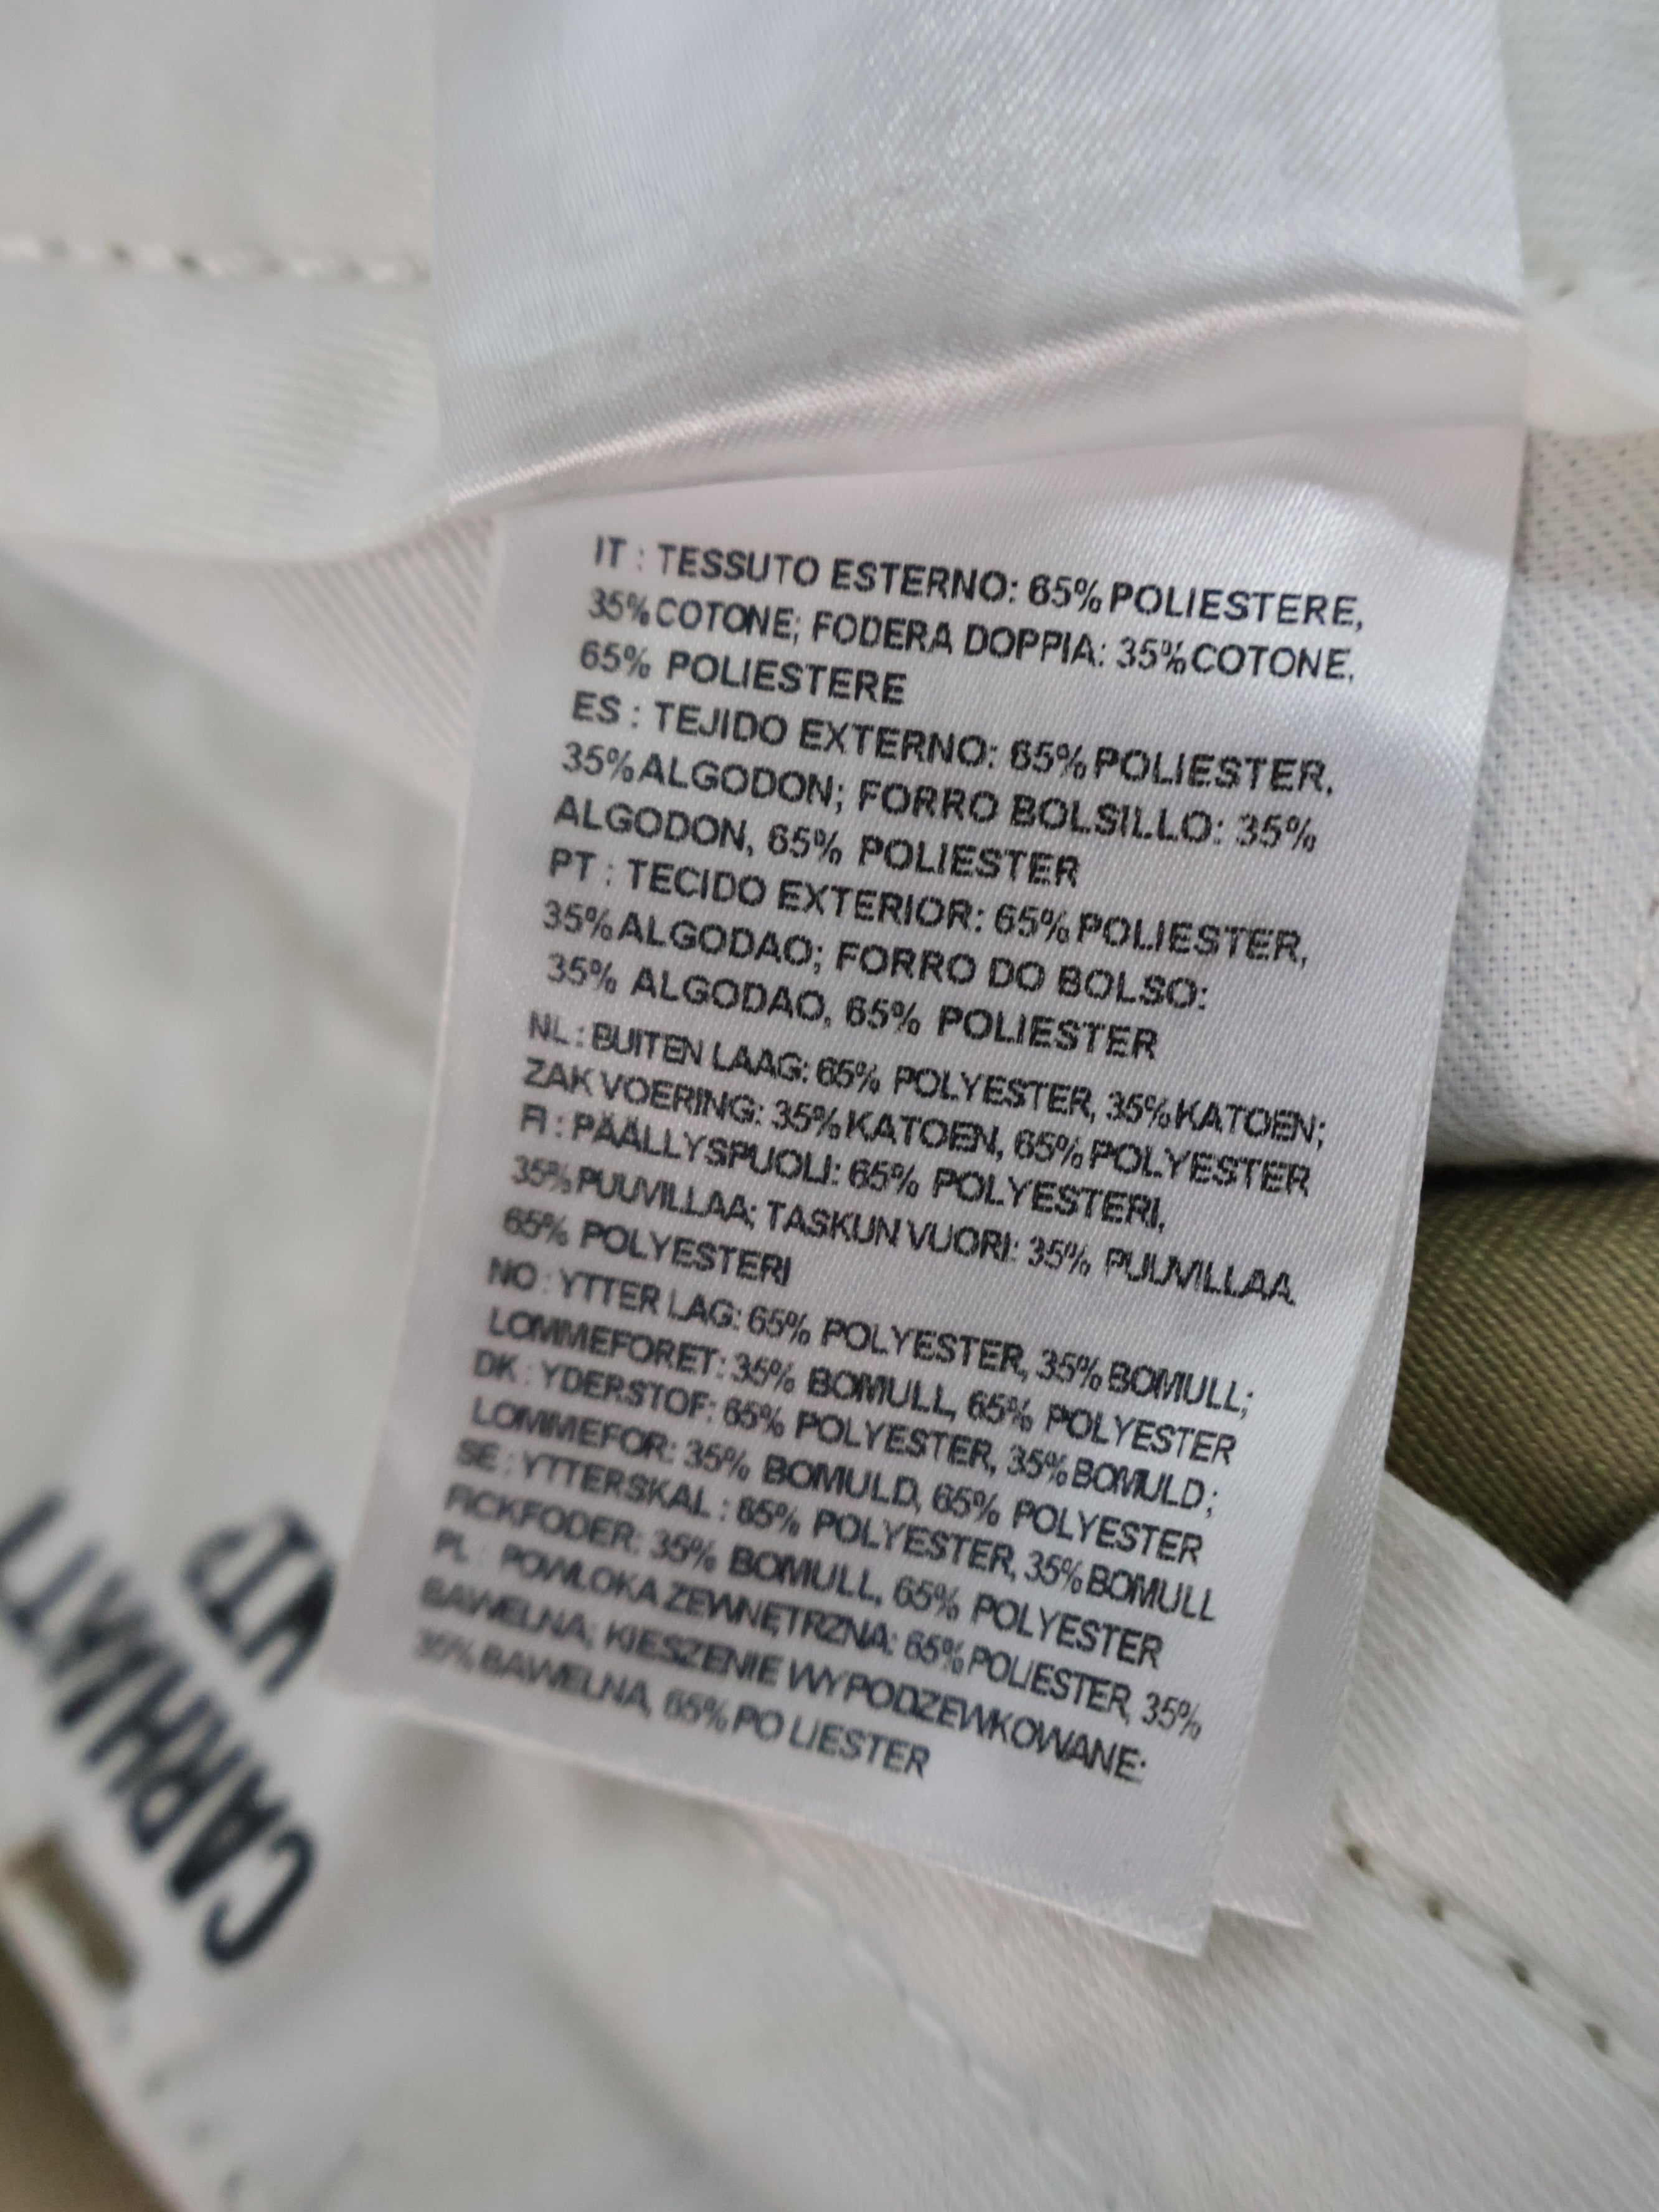 IT : TESSUTO ESTERNO: 65% POLIESTERE,
35% COTONE; FODERA DOPPIA: 35% COTONE,
65% POLIESTERE
ES : TEJIDO EXTERNO: 65% POLIESTER,
35% ALGODON; FORRO BOLSILLO: 35%
ALGODON, 65% POLIESTER
PT : TECIDO EXTERIOR: 65% POLIESTER,
35% ALGODAO; FORRO DO BOLSO:
35% ALGODAO, 65% POLIESTER
NL : BUITEN LAAG: 65% POLYESTER, 35% KATOEN;
ZAK VOERING: 35% KATOEN, 65% POLYESTER
FI : PÄÄLLYSPUOLI: 65% POLYESTERI,
35% PUUVILLAA; TASKUN VUORI: 35% PUUVILLAA,
65% POLYESTERI
NO : YTTER LAG: 65% POLYESTER, 35% BOMULL;
LOMMEFORET: 35% BOMULL, 65% POLYESTER
DK : YDERSTOF: 65% POLYESTER, 35% BOMULD;
LOMMEFOR: 35% BOMULD, 65% POLYESTER
SE : YTTERSKAL : 65% POLYESTER, 35% BOMULL
FICKFODER: 35% BOMULL, 65% POLYESTER
PL : POWLOKA ZEWNĘTRZNA: 65% POLIESTER, 35%
BAWELNA; KIESZENIE WYPODZEWKOWANE:
35% BAWELNA, 65% PO LIESTER